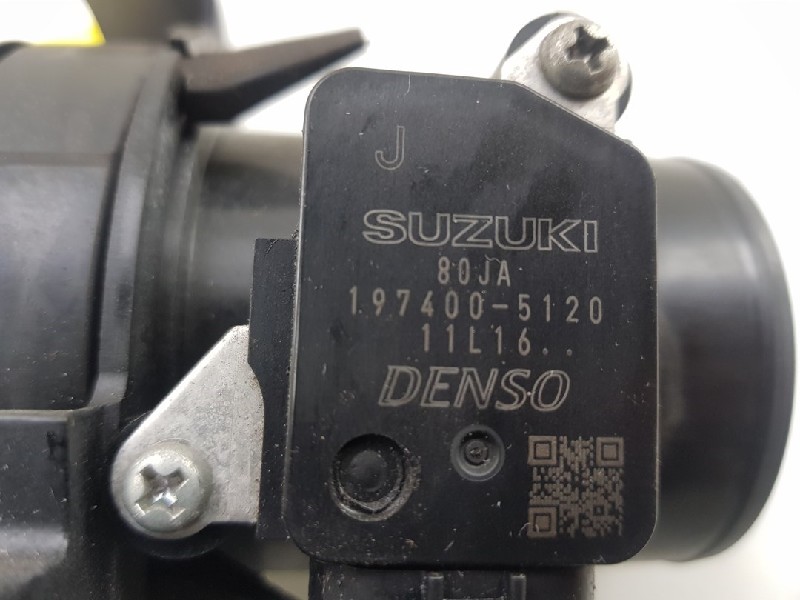 J
SUZUKI
80JA
197400-5120
11L16..
DENSO